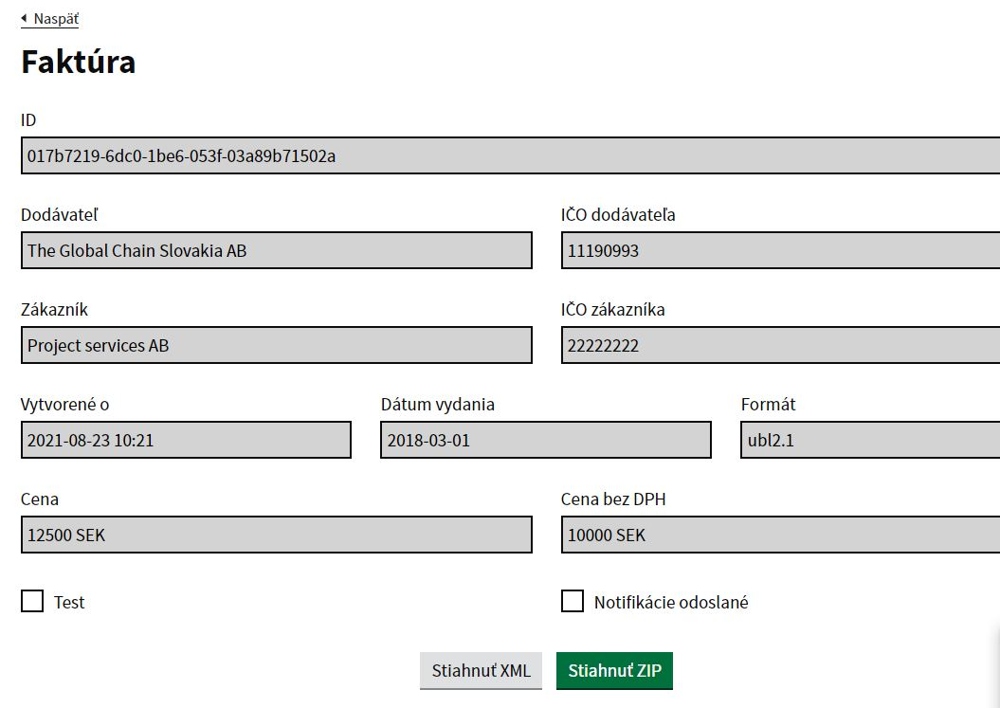 Naspäť
Faktúra
ID
017b7219-6dc0-1be6-053f-03a89b71502a
Dodávateľ IČO dodávateľa
The Global Chain Slovakia AB 11190993
Zákazník IČO zákazníka
Project services AB 22222222
Vytvorené o Dátum vydania Formát
2021-08-23 10:21 2018-03-01 ubl2.1
Cena Cena bez DPH
12500 SEK 10000 SEK
Test Notifikácie odoslané
Stiahnuť XML Stiahnuť ZIP